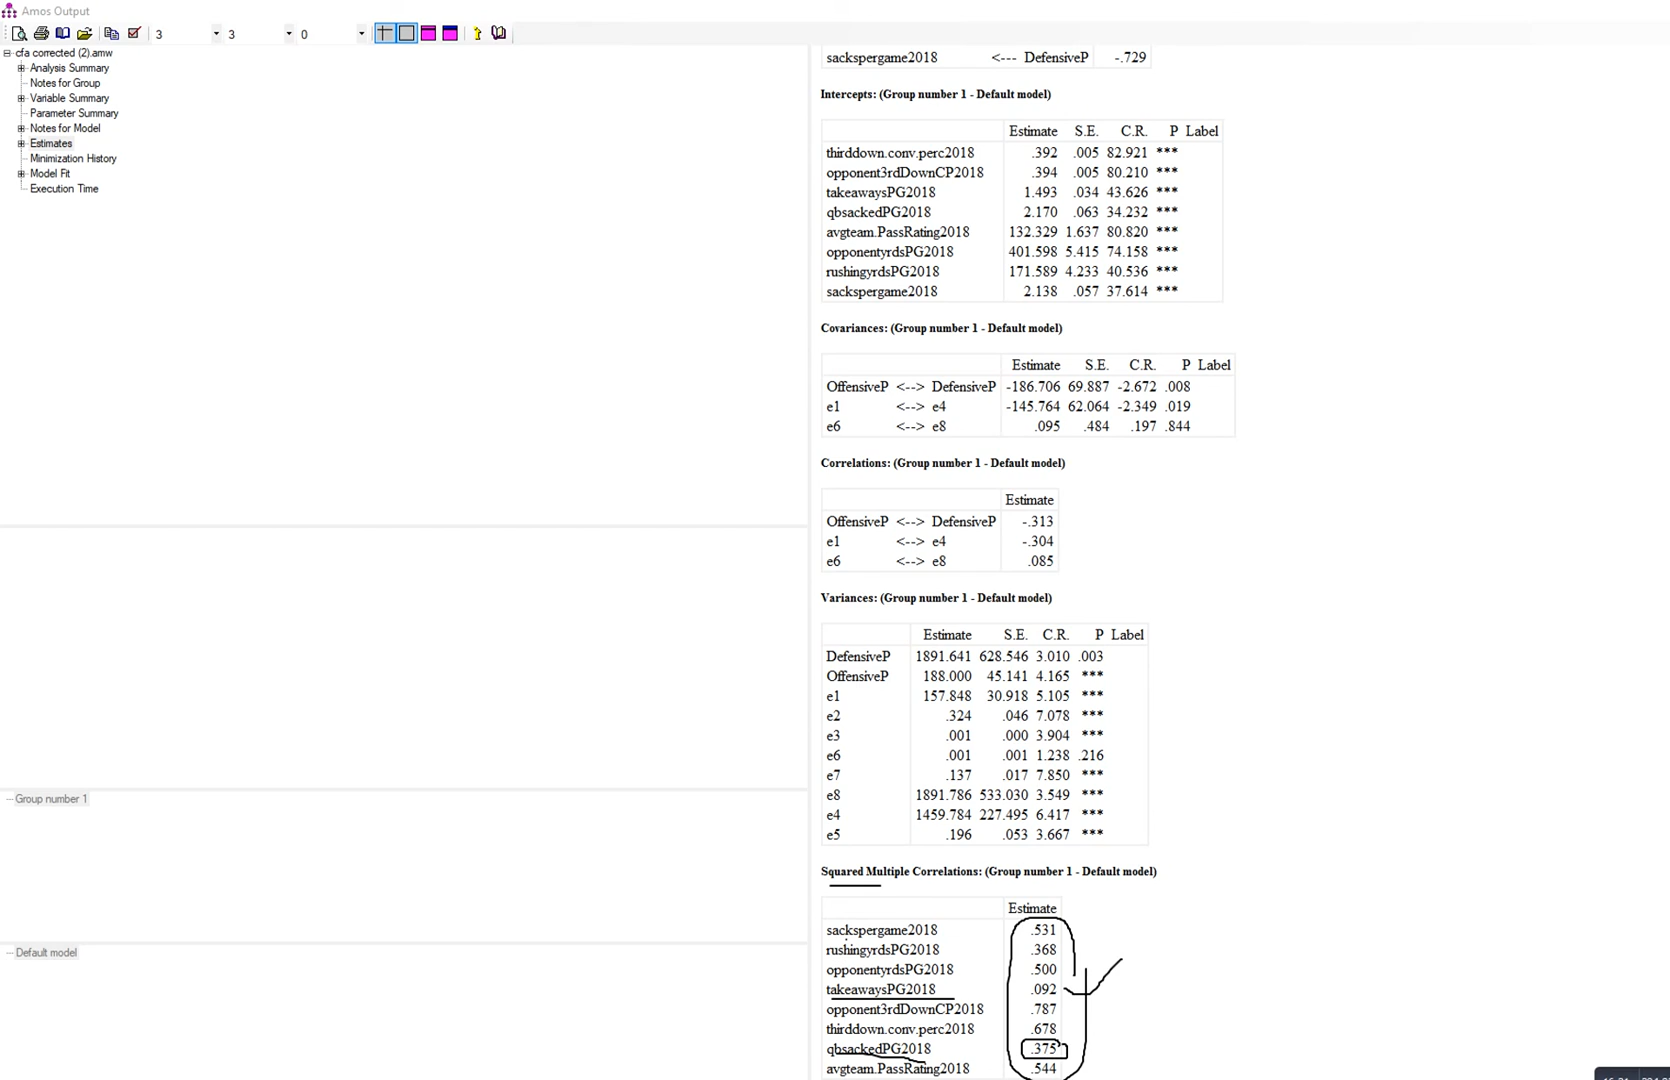 Amos Output
3 3 0
cfa corrected (2).amw
Analysis Summary
Notes for Group
Variable Summary
Parameter Summary
Notes for Model
Estimates
Minimization History
Model Fit
Execution Time
Group number 1
Default model
sackspergame2018 <--- DefensiveP -.729
Intercepts: (Group number 1 - Default model)
Estimate S.E. C.R. P Label
thirddown.conv.perc2018 .392 .005 82.921 ***
opponent3rdDownCP2018 .394 .005 80.210 ***
takeawaysPG2018 1.493 .034 43.626 ***
qbsackedPG2018 2.170 .063 34.232 ***
avgteam.PassRating2018 132.329 1.637 80.820 ***
opponentyrdsPG2018 401.598 5.415 74.158 ***
rushingyrdsPG2018 171.589 4.233 40.536 ***
sackspergame2018 2.138 .057 37.614 ***
Covariances: (Group number 1 - Default model)
Estimate S.E. C.R. P Label
OffensiveP <--> DefensiveP -186.706 69.887 -2.672 .008
e1 <--> e4 -145.764 62.064 -2.349 .019
e6 <--> e8 .095 .484 .197 .844
Correlations: (Group number 1 - Default model)
Estimate
OffensiveP <--> DefensiveP -.313
e1 <--> e4 -.304
e6 <--> e8 .085
Variances: (Group number 1 - Default model)
Estimate S.E. C.R. P Label
DefensiveP 1891.641 628.546 3.010 .003
OffensiveP 188.000 45.141 4.165 ***
e1 157.848 30.918 5.105 ***
e2 .324 .046 7.078 ***
e3 .001 .000 3.904 ***
e6 .001 .001 1.238 .216
e7 .137 .017 7.850 ***
e8 1891.786 533.030 3.549 ***
e4 1459.784 227.495 6.417 ***
e5 .196 .053 3.667 ***
Squared Multiple Correlations: (Group number 1 - Default model)
Estimate
sackspergame2018 .531
rushingyrdsPG2018 .368
opponentyrdsPG2018 .500
takeawaysPG2018 .092
opponent3rdDownCP2018 .787
thirddown.conv.perc2018 .678
qbsackedPG2018 .375
avgteam.PassRating2018 .544